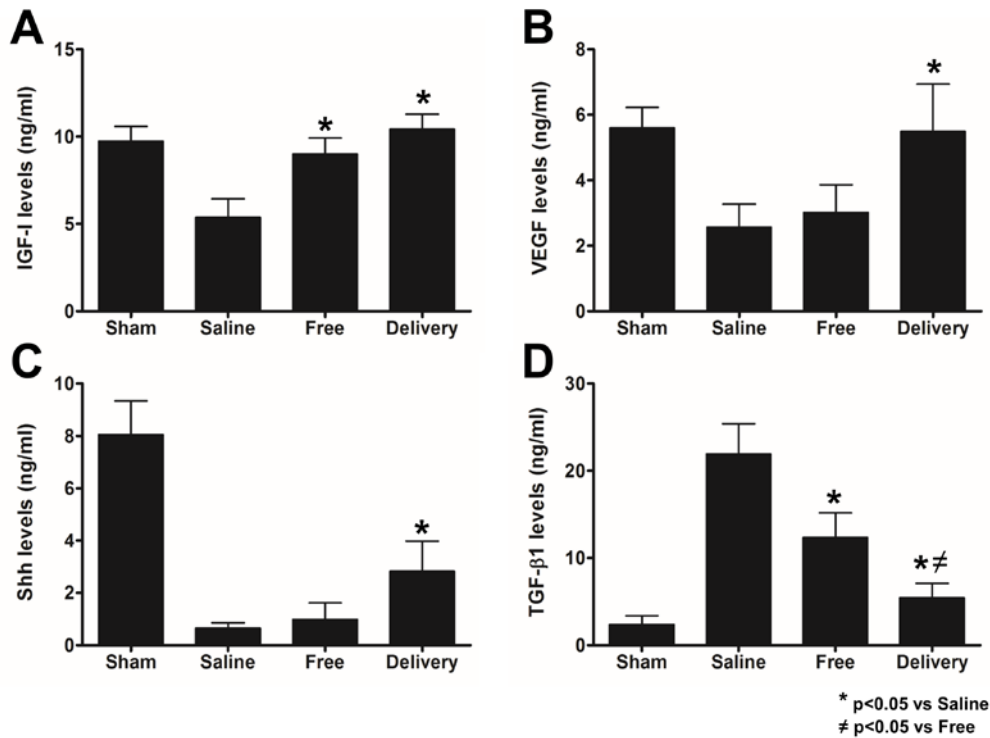 A
B
IGF-I levels (ng/ml)
15
10
5
0
*
*
Sham Saline Free Delivery
VEGF levels (ng/ml)
8
6
4
2
0
*
Sham Saline Free Delivery
C
D
Shh levels (ng/ml)
10
8
6
4
2
0
*
Sham Saline Free Delivery
TGF-β1 levels (ng/ml)
30
20
10
0
*
* ≠
Sham Saline Free Delivery
* p<0.05 vs Saline
≠ p<0.05 vs Free